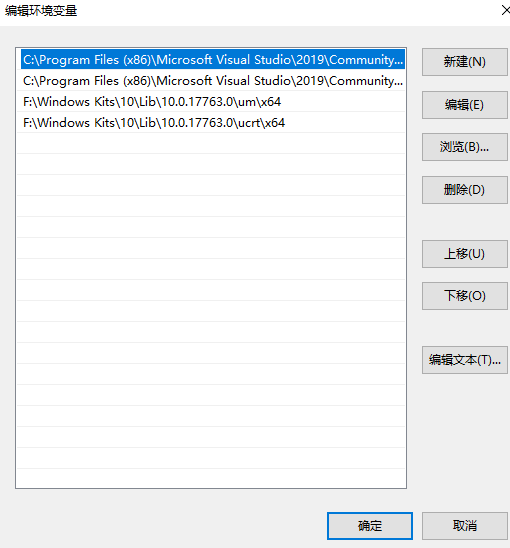 编辑环境变量
C:\Program Files (x86)\Microsoft Visual Studio\2019\Community...
C:\Program Files (x86)\Microsoft Visual Studio\2019\Community...
F:\Windows Kits\10\Lib\10.0.17763.0\um\x64
F:\Windows Kits\10\Lib\10.0.17763.0\ucrt\x64
新建(N)
编辑(E)
浏览(B)...
删除(D)
上移(U)
下移(O)
编辑文本(T)...
确定
取消